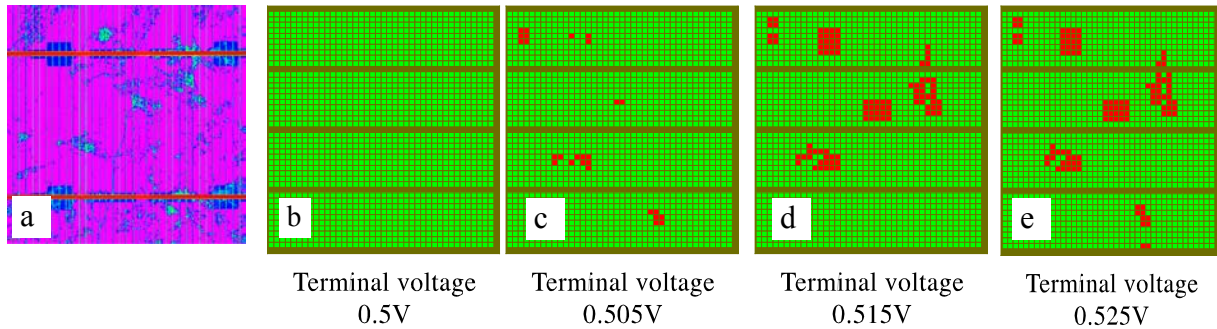 a
b
c
d
e
Terminal voltage
0.5V
Terminal voltage
0.505V
Terminal voltage
0.515V
Terminal voltage
0.525V